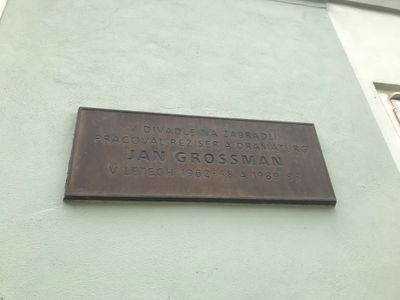 V DIVADLE NA ZÁBRADLÍ
PRACOVAL REŽISÉR A DRAMATURG
JAN GROSSMAN
V LETECH 1962-68 A 1989-93